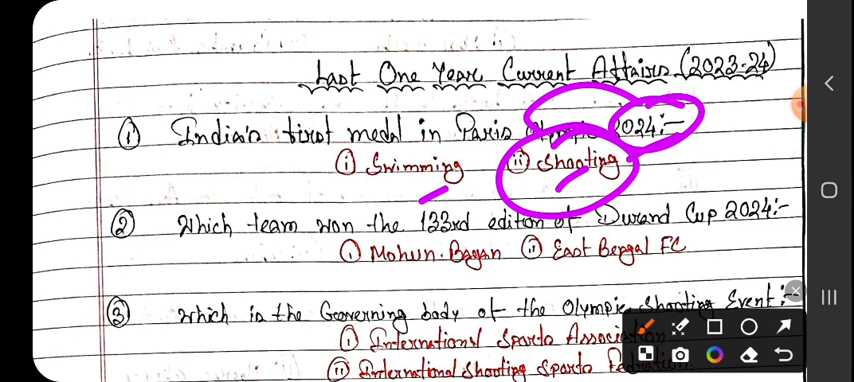 Last One Year Current Affairs (2023-24)
① India's first medal in Paris Olympic 2024:-
ⓘ Swimming ⓘⓘ Shooting
② Which team won the 133rd edition of Durand Cup 2024:-
ⓘ Mohun Bagan ⓘⓘ East Bengal FC
③ Which is the Governing body of the Olympic Shooting Event:-
ⓘ International Sports Association
ⓘⓘ International Shooting Sports Federation